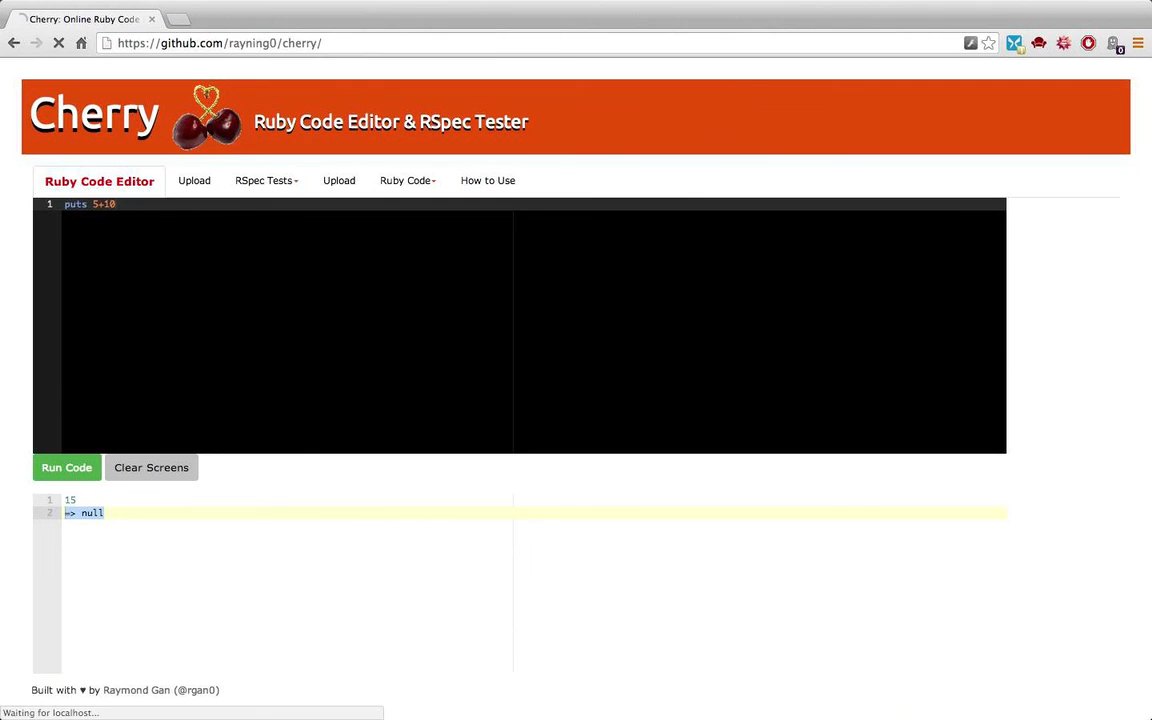 Cherry: Online Ruby Code
https://github.com/rayning0/cherry/
0
Cherry
Ruby Code Editor & RSpec Tester
Ruby Code Editor Upload RSpec Tests Upload Ruby Code How to Use
1 puts 5+10
Run Code Clear Screens
1 15
2 => null
Built with ♥ by Raymond Gan (@rgan0)
Waiting for localhost...